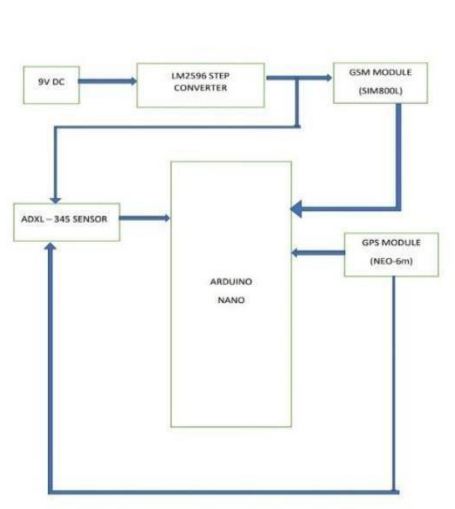 9V DC
LM2596 STEP
CONVERTER
GSM MODULE
(SIM800L)
ADXL – 345 SENSOR
GPS MODULE
(NEO-6m)
ARDUINO
NANO